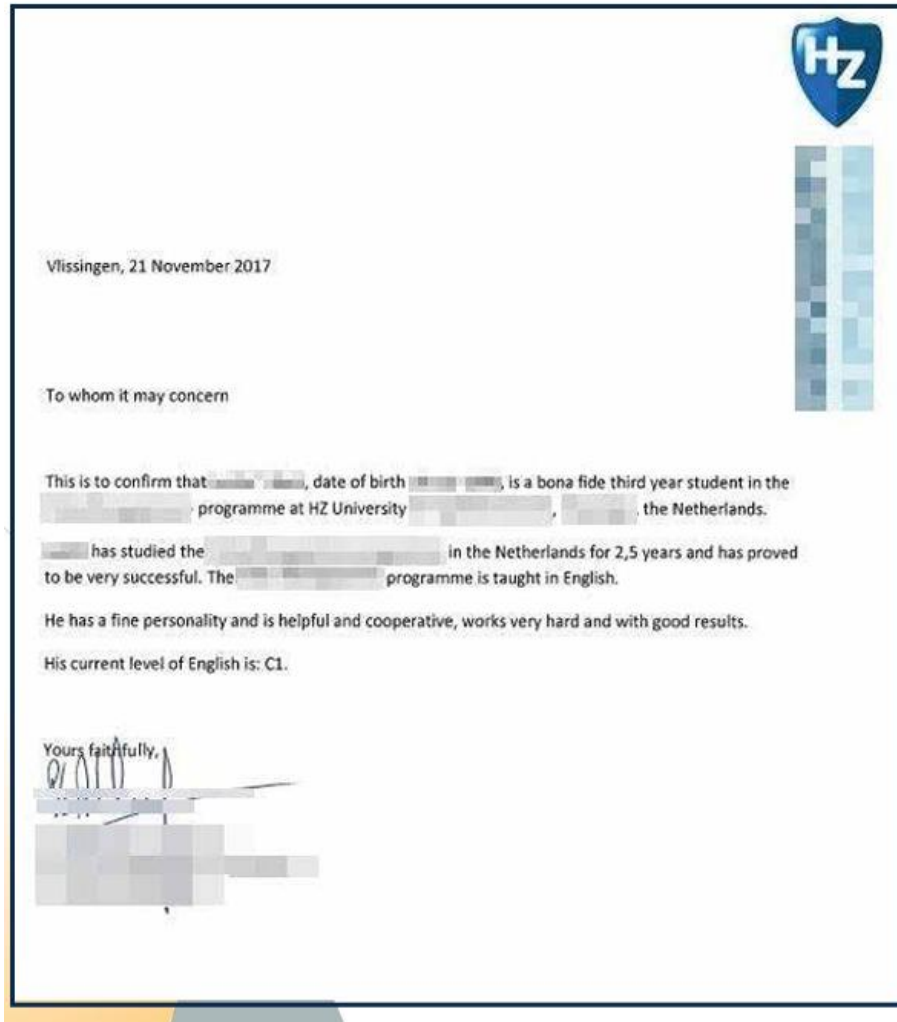 HZ
Vlissingen, 21 November 2017
To whom it may concern
This is to confirm that , date of birth , is a bona fide third year student in the
programme at HZ University , , the Netherlands.
has studied the in the Netherlands for 2,5 years and has proved
to be very successful. The programme is taught in English.
He has a fine personality and is helpful and cooperative, works very hard and with good results.
His current level of English is: C1.
Yours faithfully,